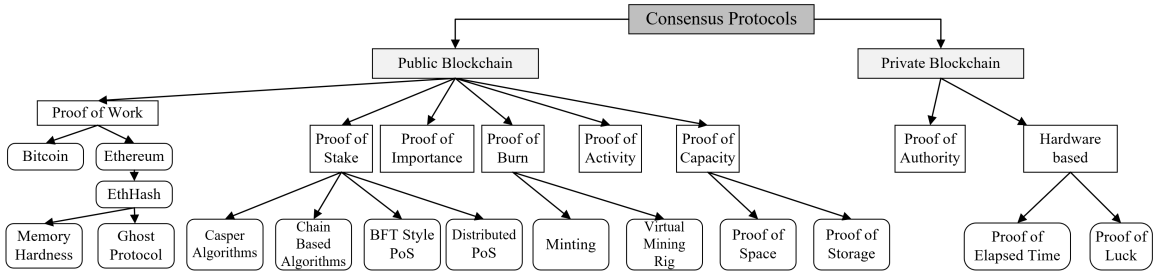 Consensus Protocols
Public Blockchain
Private Blockchain
Proof of Work
Proof of
Stake
Proof of
Importance
Proof of
Burn
Proof of
Activity
Proof of
Capacity
Proof of
Authority
Hardware
based
Bitcoin
Ethereum
EthHash
Memory
Hardness
Ghost
Protocol
Casper
Algorithms
Chain
Based
Algorithms
BFT Style
PoS
Distributed
PoS
Minting
Virtual
Mining
Rig
Proof of
Space
Proof of
Storage
Proof of
Elapsed Time
Proof of
Luck